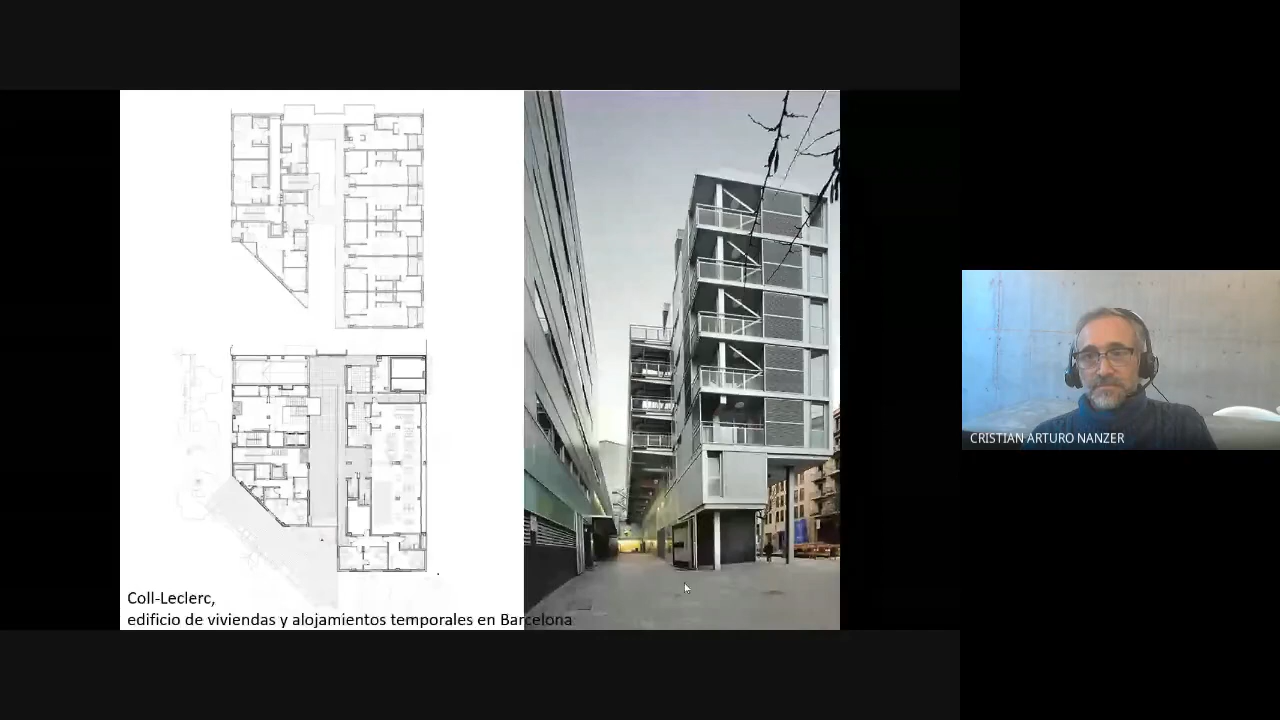 Coll-Leclerc,
edificio de viviendas y alojamientos temporales en Barcelona
CRISTIAN ARTURO NANZER